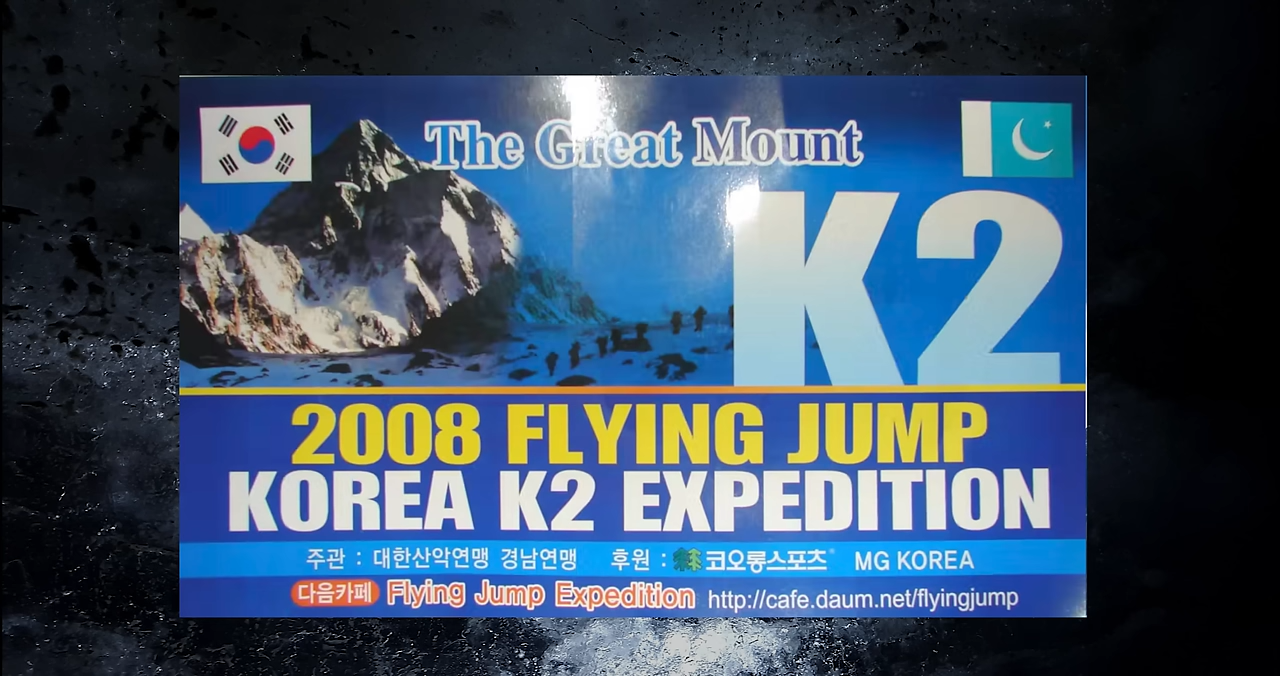 The Great Mount
K2
2008 FLYING JUMP
KOREA K2 EXPEDITION
주관 : 대한산악연맹 경남연맹 후원 : 코오롱스포츠 MG KOREA
다음카페 Flying Jump Expedition http://cafe.daum.net/flyingjump